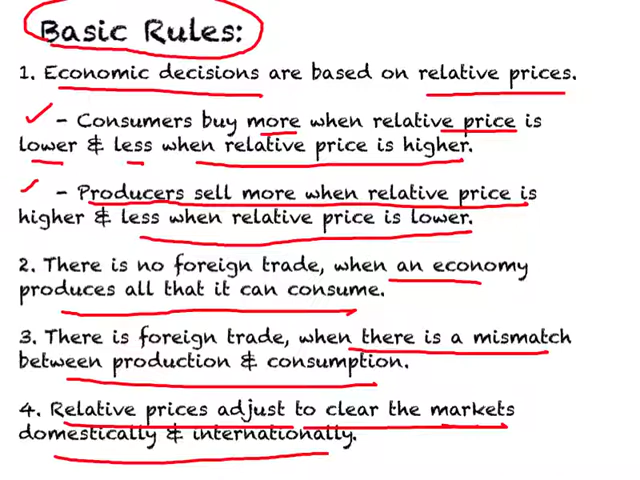 Basic Rules:
1. Economic decisions are based on relative prices.
- Consumers buy more when relative price is
lower & less when relative price is higher.
- Producers sell more when relative price is
higher & less when relative price is lower.
2. There is no foreign trade, when an economy
produces all that it can consume.
3. There is foreign trade, when there is a mismatch
between production & consumption.
4. Relative prices adjust to clear the markets
domestically & internationally.